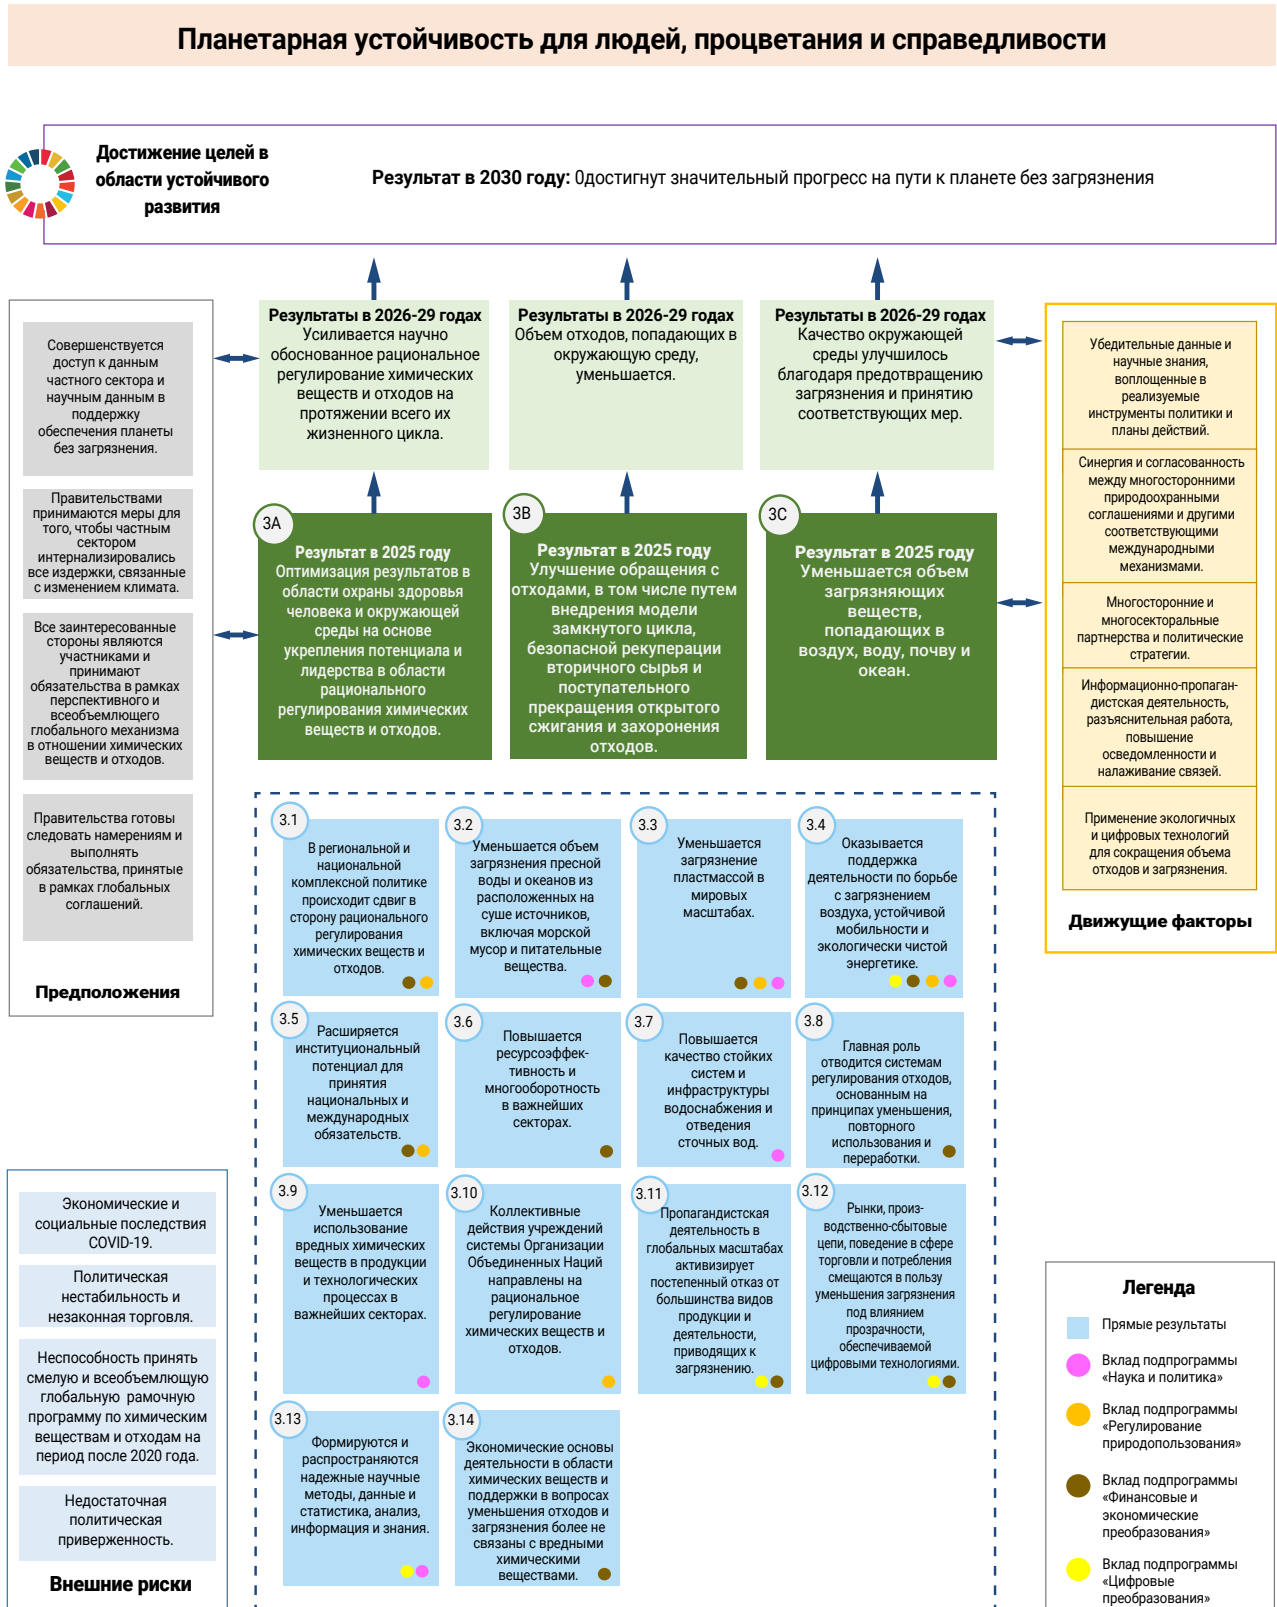 Планетарная устойчивость для людей, процветания и справедливости
Достижение целей в
области устойчивого
развития
Результат в 2030 году: 0достигнут значительный прогресс на пути к планете без загрязнения
Совершенствуется
доступ к данным
частного сектора и
научным данным в
поддержку
обеспечения планеты
без загрязнения.
Правительствами
принимаются меры для
того, чтобы частным
сектором
интернализировались
все издержки, связанные
с изменением климата.
Все заинтересованные
стороны являются
участниками и
принимают
обязательства в рамках
перспективного и
всеобъемлющего
глобального механизма
в отношении химических
веществ и отходов.
Правительства готовы
следовать намерениям и
выполнять
обязательства, принятые
в рамках глобальных
соглашений.
Предположения
Результаты в 2026-29 годах
Усиливается научно
обоснованное рациональное
регулирование химических
веществ и отходов на
протяжении всего их
жизненного цикла.
Результаты в 2026-29 годах
Объем отходов, попадающих в
окружающую среду,
уменьшается.
Результаты в 2026-29 годах
Качество окружающей
среды улучшилось
благодаря предотвращению
загрязнения и принятию
соответствующих мер.
3A
Результат в 2025 году
Оптимизация результатов в
области охраны здоровья
человека и окружающей
среды на основе
укрепления потенциала и
лидерства в области
рационального
регулирования химических
веществ и отходов.
3B
Результат в 2025 году
Улучшение обращения с
отходами, в том числе путем
внедрения модели
замкнутого цикла,
безопасной рекуперации
вторичного сырья и
поступательного
прекращения открытого
сжигания и захоронения
отходов.
3C
Результат в 2025 году
Уменьшается объем
загрязняющих
веществ,
попадающих в
воздух, воду, почву и
океан.
Убедительные данные и
научные знания,
воплощенные в
реализуемые
инструменты политики и
планы действий.
Синергия и согласованность
между многосторонними
природоохранными
соглашениями и другими
соответствующими
международными
механизмами.
Многосторонние и
многосекторальные
партнерства и политические
стратегии.
Информационно-пропаган-
дистская деятельность,
разъяснительная работа,
повышение
осведомленности и
налаживание связей.
Применение экологичных
и цифровых технологий
для сокращения объема
отходов и загрязнения.
Движущие факторы
3.1
В региональной и
национальной
комплексной политике
происходит сдвиг в
сторону рационального
регулирования
химических веществ и
отходов.
3.2
Уменьшается объем
загрязнения пресной
воды и океанов из
расположенных на
суше источников,
включая морской
мусор и питательные
вещества.
3.3
Уменьшается
загрязнение
пластмассой в
мировых
масштабах.
3.4
Оказывается
поддержка
деятельности по борьбе
с загрязнением
воздуха, устойчивой
мобильности и
экологически чистой
энергетике.
3.5
Расширяется
институциональный
потенциал для
принятия
национальных и
международных
обязательств.
3.6
Повышается
ресурсоэффек-
тивность и
многооборотность
в важнейших
секторах.
3.7
Повышается
качество стойких
систем и
инфраструктуры
водоснабжения и
отведения
сточных вод.
3.8
Главная роль
отводится системам
регулирования отходов,
основанным на
принципах уменьшения,
повторного
использования и
переработки.
3.9
Уменьшается
использование
вредных химических
веществ в продукции
и технологических
процессах в
важнейших секторах.
3.10
Коллективные
действия учреждений
системы Организации
Объединенных Наций
направлены на
рациональное
регулирование
химических веществ и
отходов.
3.11
Пропагандистская
деятельность в
глобальных масштабах
активизирует
постепенный отказ от
большинства видов
продукции и
деятельности,
приводящих к
загрязнению.
3.12
Рынки, произ-
водственно-сбытовые
цепи, поведение в сфере
торговли и потребления
смещаются в пользу
уменьшения загрязнения
под влиянием
прозрачности,
обеспечиваемой
цифровыми технологиями.
3.13
Формируются и
распространяются
надежные научные
методы, данные и
статистика, анализ,
информация и знания.
3.14
Экономические основы
деятельности в области
химических веществ и
поддержки в вопросах
уменьшения отходов и
загрязнения более не
связаны с вредными
химическими
веществами.
Экономические и
социальные последствия
COVID-19.
Политическая
нестабильность и
незаконная торговля.
Неспособность принять
смелую и всеобъемлющую
глобальную рамочную
программу по химическим
веществам и отходам на
период после 2020 года.
Недостаточная
политическая
приверженность.
Внешние риски
Легенда
Прямые результаты
Вклад подпрограммы
«Наука и политика»
Вклад подпрограммы
«Регулирование
природопользования»
Вклад подпрограммы
«Финансовые и
экономические
преобразования»
Вклад подпрограммы
«Цифровые
преобразования»